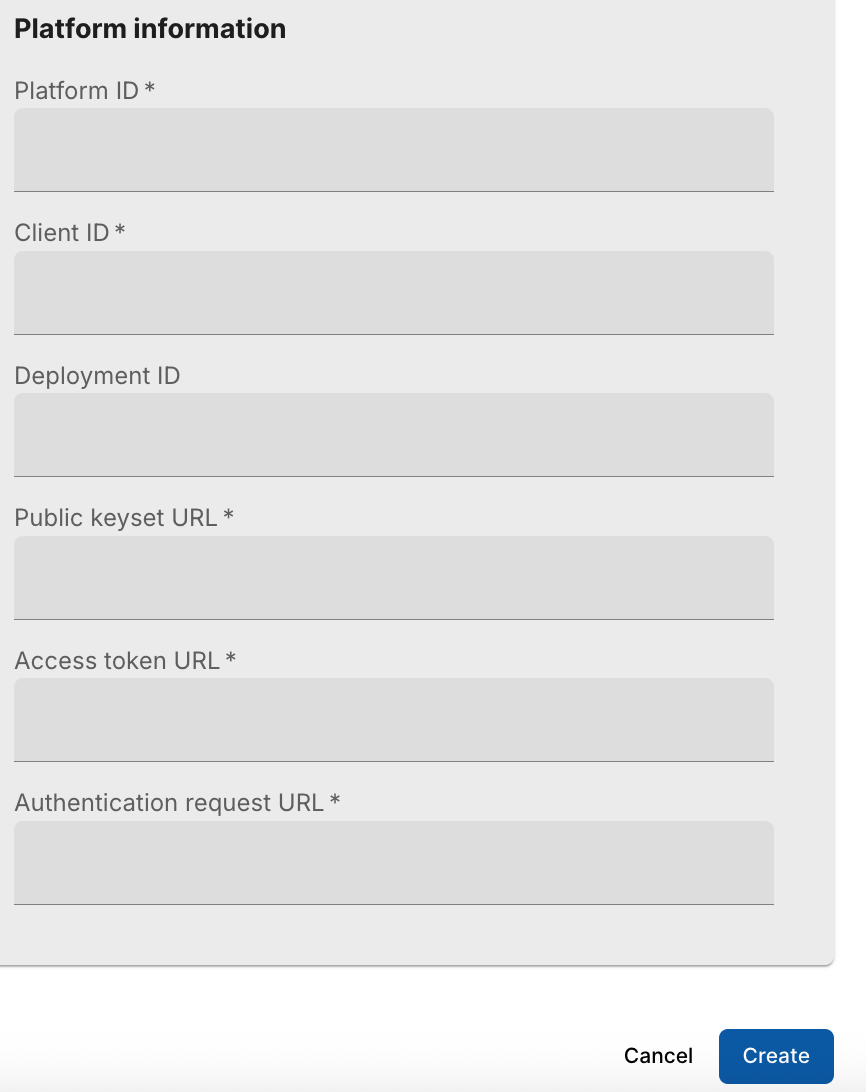 Platform information
Platform ID *
Client ID *
Deployment ID
Public keyset URL *
Access token URL *
Authentication request URL *
Cancel Create